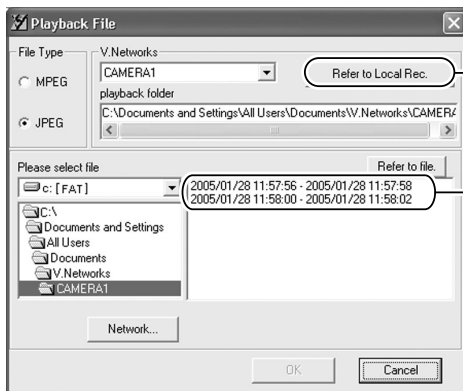 Playback File
File Type
V.Networks
MPEG
JPEG
CAMERA1
Refer to Local Rec.
playback folder
C:\Documents and Settings\All Users\Documents\V.Networks\CAMERA
Please select file
Refer to file.
c: [FAT]
2005/01/28 11:57:56 - 2005/01/28 11:57:58
2005/01/28 11:58:00 - 2005/01/28 11:58:02
C:\
Documents and Settings
All Users
Documents
V.Networks
CAMERA1
Network...
OK
Cancel